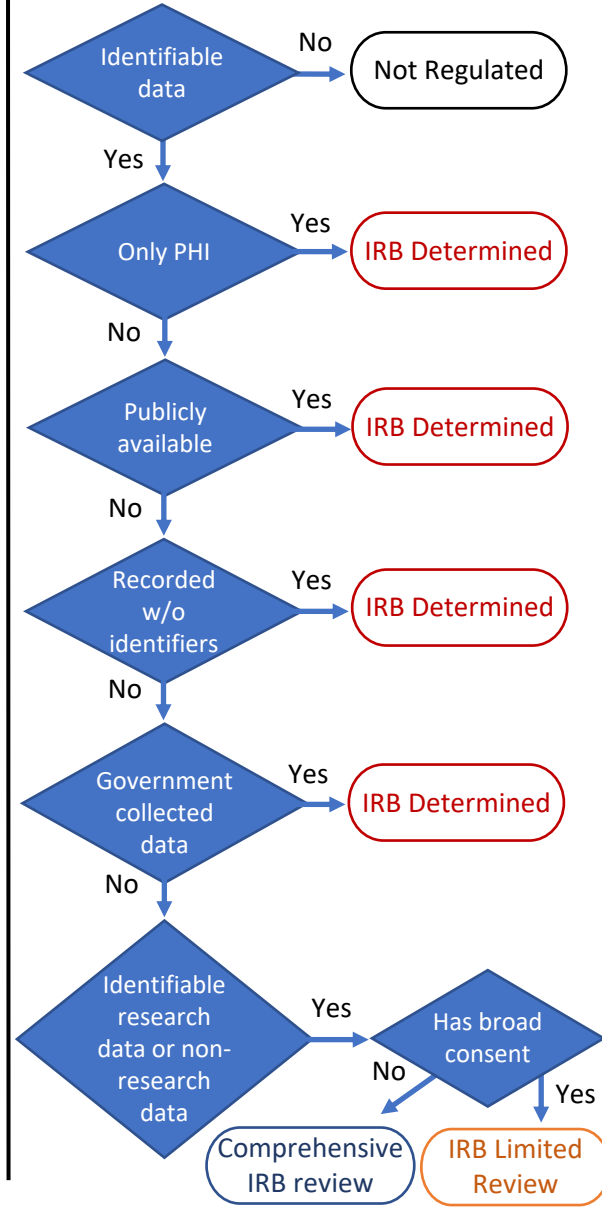 Identifiable
data
No
Not Regulated
Yes
Only PHI
Yes
IRB Determined
No
Publicly
available
Yes
IRB Determined
No
Recorded
w/o
identifiers
Yes
IRB Determined
No
Government
collected
data
Yes
IRB Determined
No
Identifiable
research
data or non-
research
data
Yes
Has broad
consent
No
Yes
Comprehensive
IRB review
IRB Limited
Review